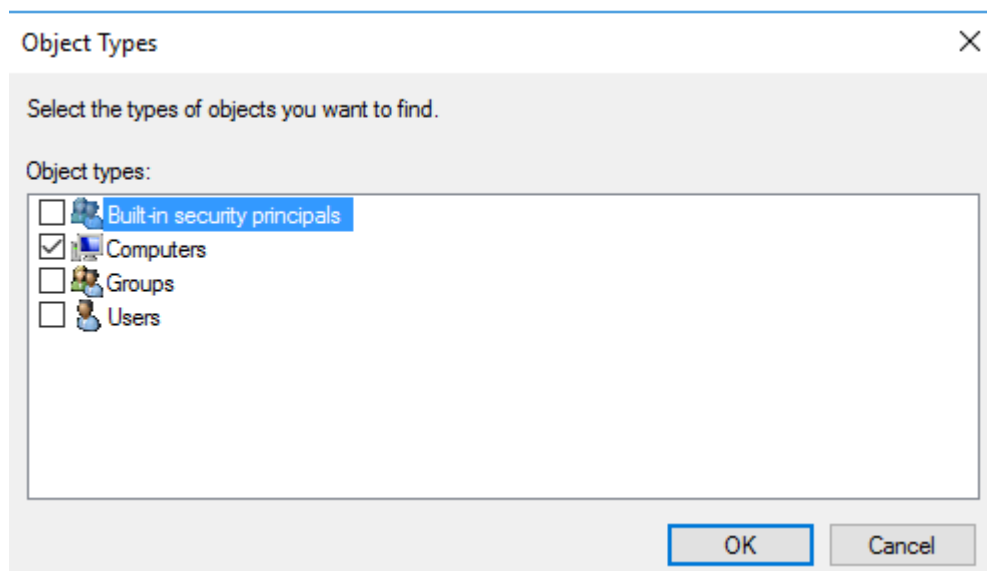 Object Types
Select the types of objects you want to find.
Object types:
Built-in security principals
Computers
Groups
Users
OK Cancel